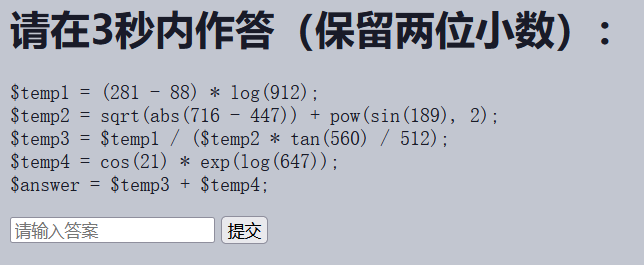 请在3秒内作答（保留两位小数）：
$temp1 = (281 - 88) * log(912);
$temp2 = sqrt(abs(716 - 447)) + pow(sin(189), 2);
$temp3 = $temp1 / ($temp2 * tan(560) / 512);
$temp4 = cos(21) * exp(log(647));
$answer = $temp3 + $temp4;
请输入答案 提交